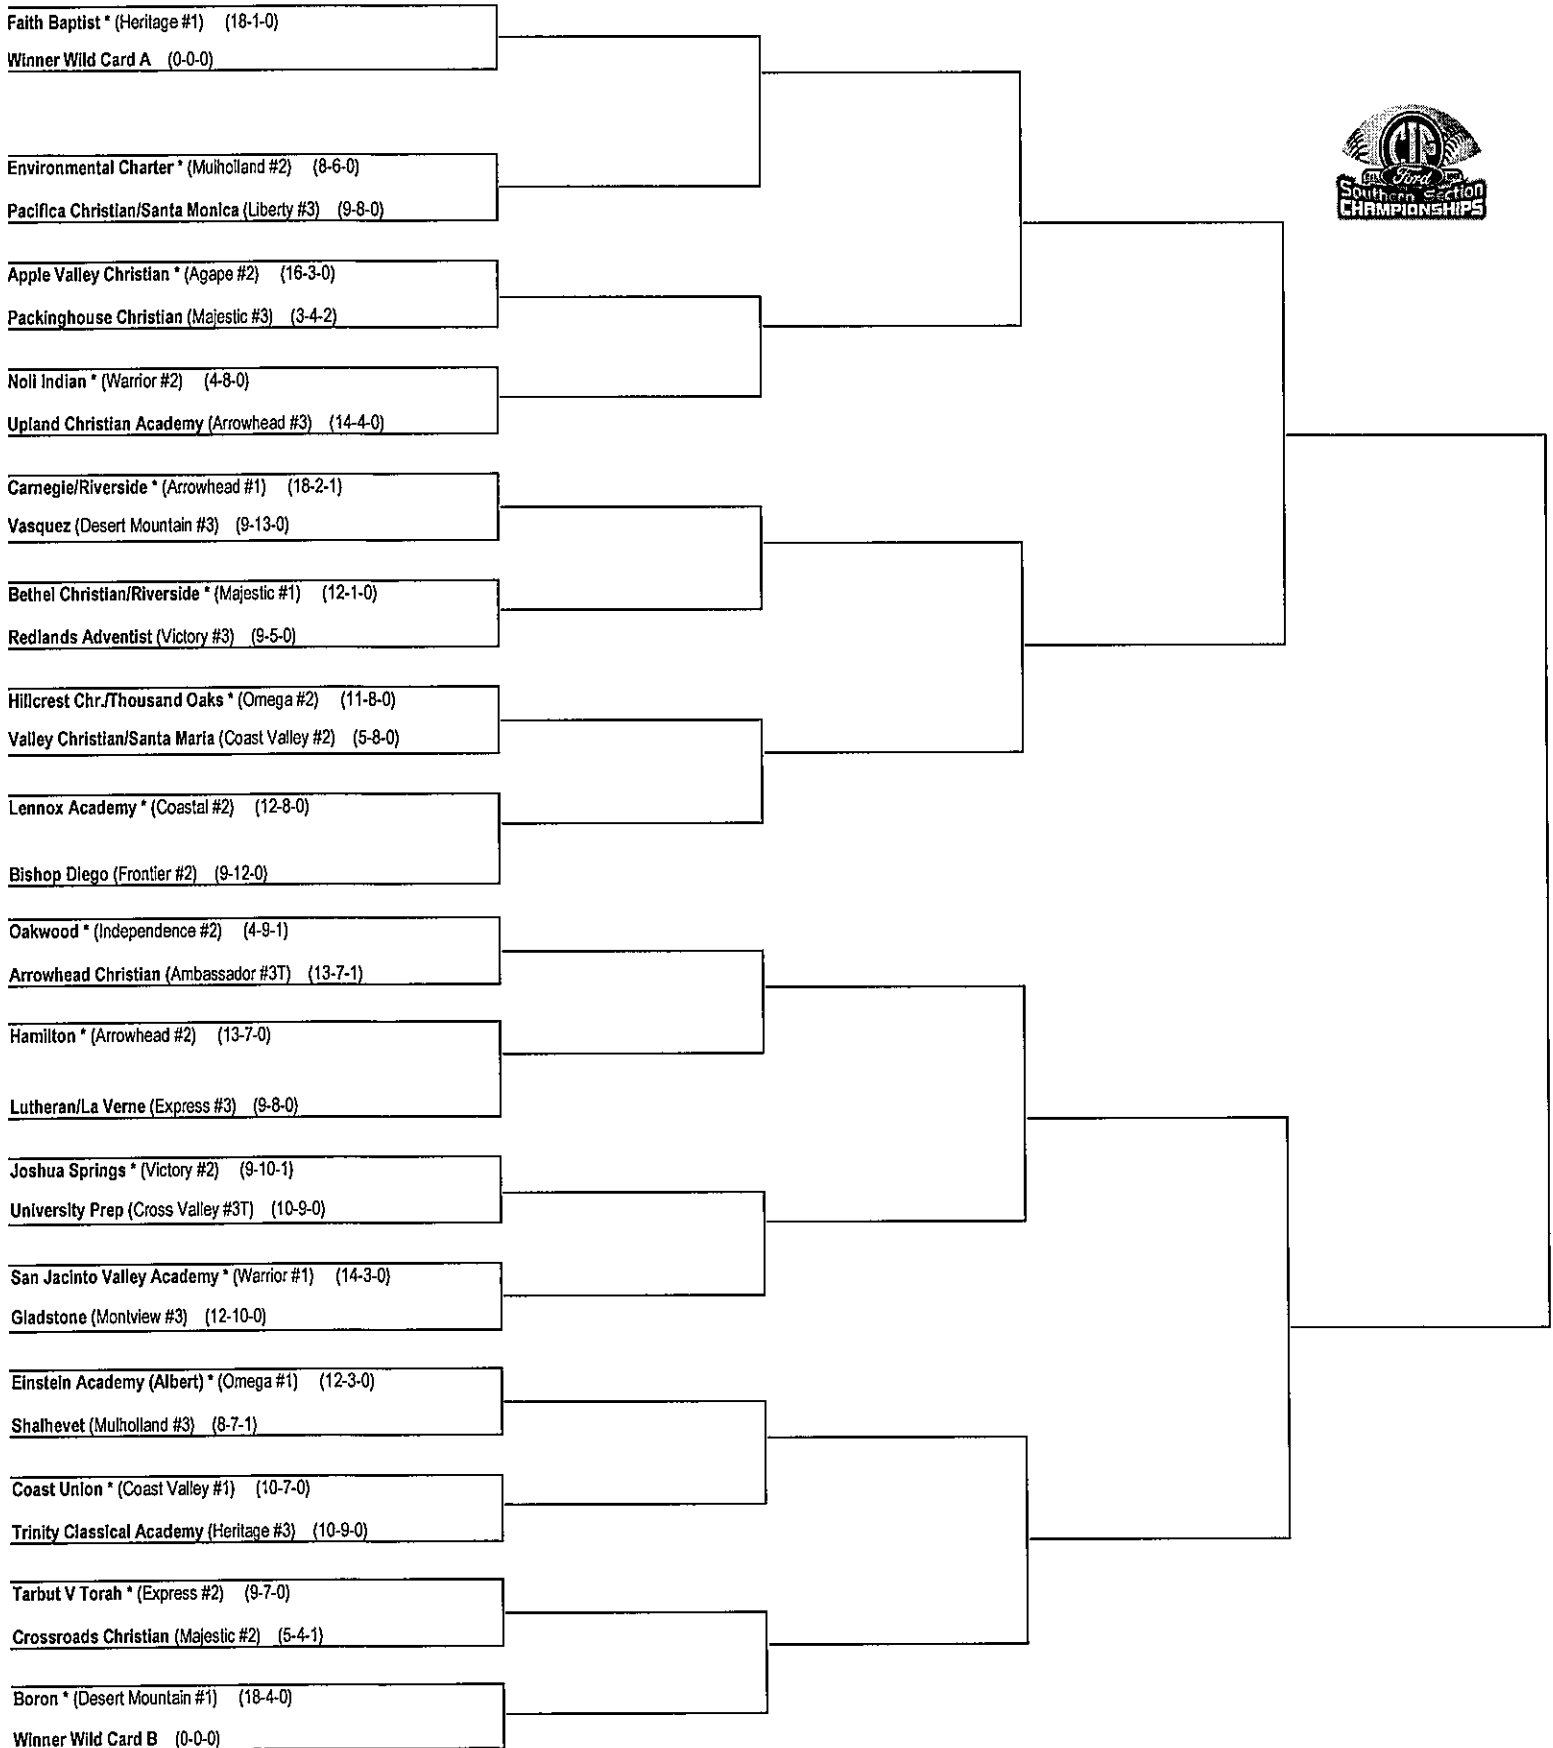 Faith Baptist * (Heritage #1) (18-1-0)
Winner Wild Card A (0-0-0)
Environmental Charter * (Mulholland #2) (8-6-0)
Pacifica Christian/Santa Monica (Liberty #3) (9-8-0)
Apple Valley Christian * (Agape #2) (16-3-0)
Packinghouse Christian (Majestic #3) (3-4-2)
Noli Indian * (Warrior #2) (4-8-0)
Upland Christian Academy (Arrowhead #3) (14-4-0)
Carnegie/Riverside * (Arrowhead #1) (18-2-1)
Vasquez (Desert Mountain #3) (9-13-0)
Bethel Christian/Riverside * (Majestic #1) (12-1-0)
Redlands Adventist (Victory #3) (9-5-0)
Hillcrest Chr./Thousand Oaks * (Omega #2) (11-8-0)
Valley Christian/Santa Maria (Coast Valley #2) (5-8-0)
Lennox Academy * (Coastal #2) (12-8-0)
Bishop Diego (Frontier #2) (9-12-0)
Oakwood * (Independence #2) (4-9-1)
Arrowhead Christian (Ambassador #3T) (13-7-1)
Hamilton * (Arrowhead #2) (13-7-0)
Lutheran/La Verne (Express #3) (9-8-0)
Joshua Springs * (Victory #2) (9-10-1)
University Prep (Cross Valley #3T) (10-9-0)
San Jacinto Valley Academy * (Warrior #1) (14-3-0)
Gladstone (Montview #3) (12-10-0)
Einstein Academy (Albert) * (Omega #1) (12-3-0)
Shalhevet (Mulholland #3) (8-7-1)
Coast Union * (Coast Valley #1) (10-7-0)
Trinity Classical Academy (Heritage #3) (10-9-0)
Tarbut V Torah * (Express #2) (9-7-0)
Crossroads Christian (Majestic #2) (5-4-1)
Boron * (Desert Mountain #1) (18-4-0)
Winner Wild Card B (0-0-0)
CIF
Ford
Southern Section
CHAMPIONSHIPS